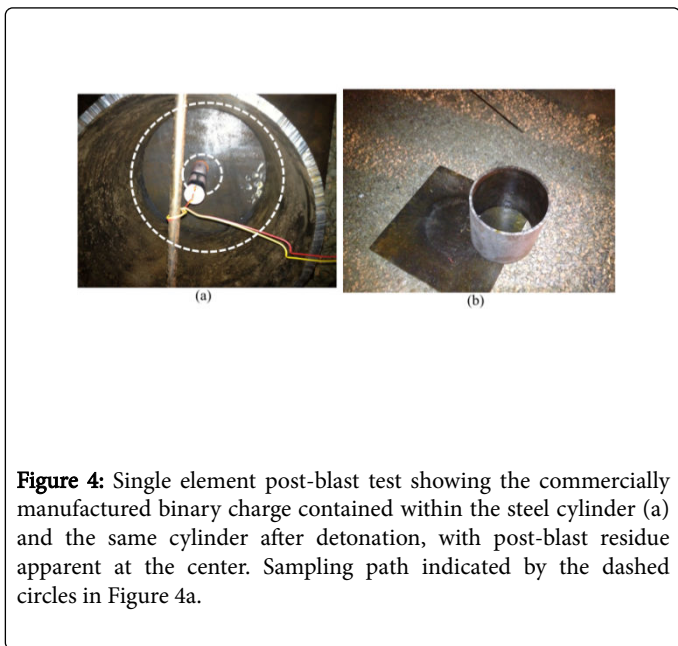 (a)
(b)
Figure 4: Single element post-blast test showing the commercially
manufactured binary charge contained within the steel cylinder (a)
and the same cylinder after detonation, with post-blast residue
apparent at the center. Sampling path indicated by the dashed
circles in Figure 4a.